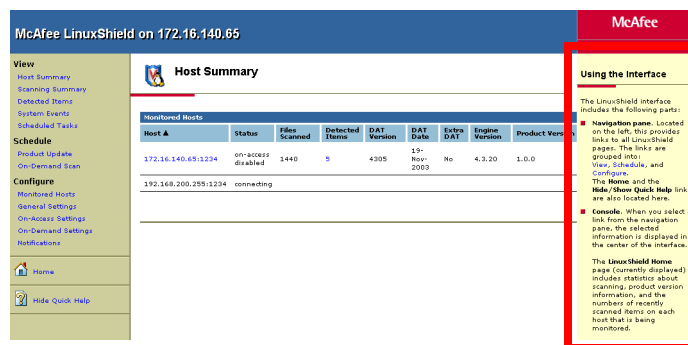 McAfee LinuxShield on 172.16.140.65
McAfee
View
Host Summary
Scanning Summary
Detected Items
System Events
Scheduled Tasks
Schedule
Product Update
On-Demand Scan
Configure
Monitored Hosts
General Settings
On-Access Settings
On-Demand Settings
Notifications
Home
Hide Quick Help
Host Summary
Monitored Hosts
Host ▲ Status Files Scanned Detected Items DAT Version DAT Date Extra DAT Engine Version Product Version
172.16.140.65:1234 on-access disabled 1440 5 4305 19-Nov-2003 No 4.3.20 1.0.0
192.168.200.255:1234 connecting
Using the Interface
The LinuxShield interface
includes the following parts:
Navigation pane. Located
on the left, this provides
links to all LinuxShield
pages. The links are
grouped into:
View, Schedule, and
Configure.
The Home and the
Hide/Show Quick Help link
are also located here.
Console. When you select a
link from the navigation
pane, the selected
information is displayed in
the center of the interface.
The LinuxShield Home
page (currently displayed)
includes statistics about
scanning, product version
information, and the
numbers of recently
scanned items on each
host that is being
monitored.